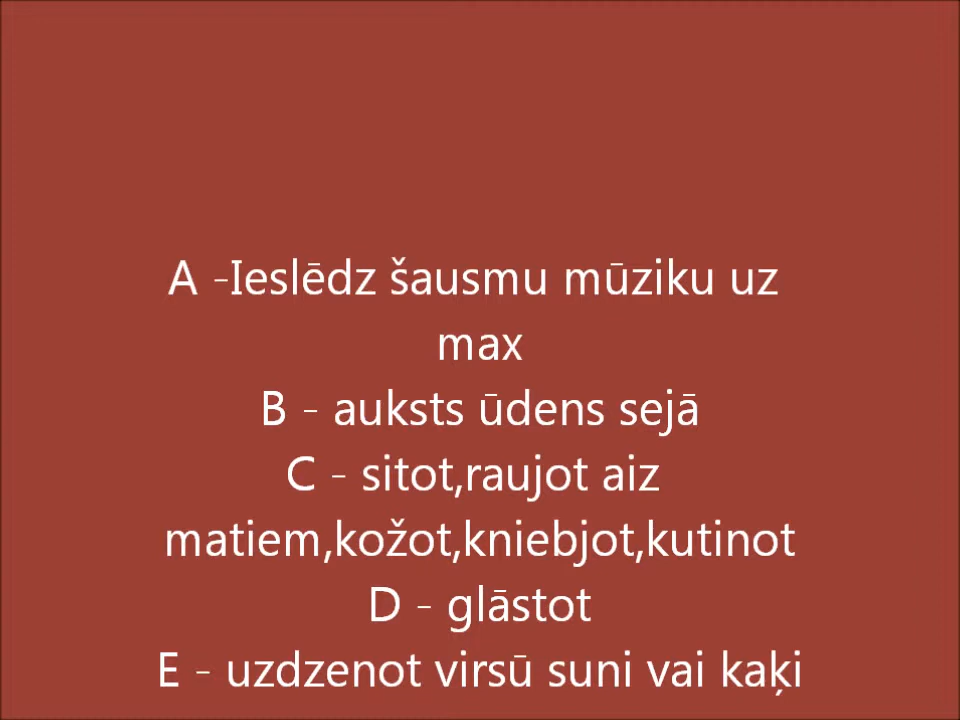 A -Ieslēdz šausmu mūziku uz
max
B - auksts ūdens sejā
C - sitot,raujot aiz
matiem,kožot,kniebjot,kutinot
D - glāstot
E - uzdzenot virsū suni vai kaķi